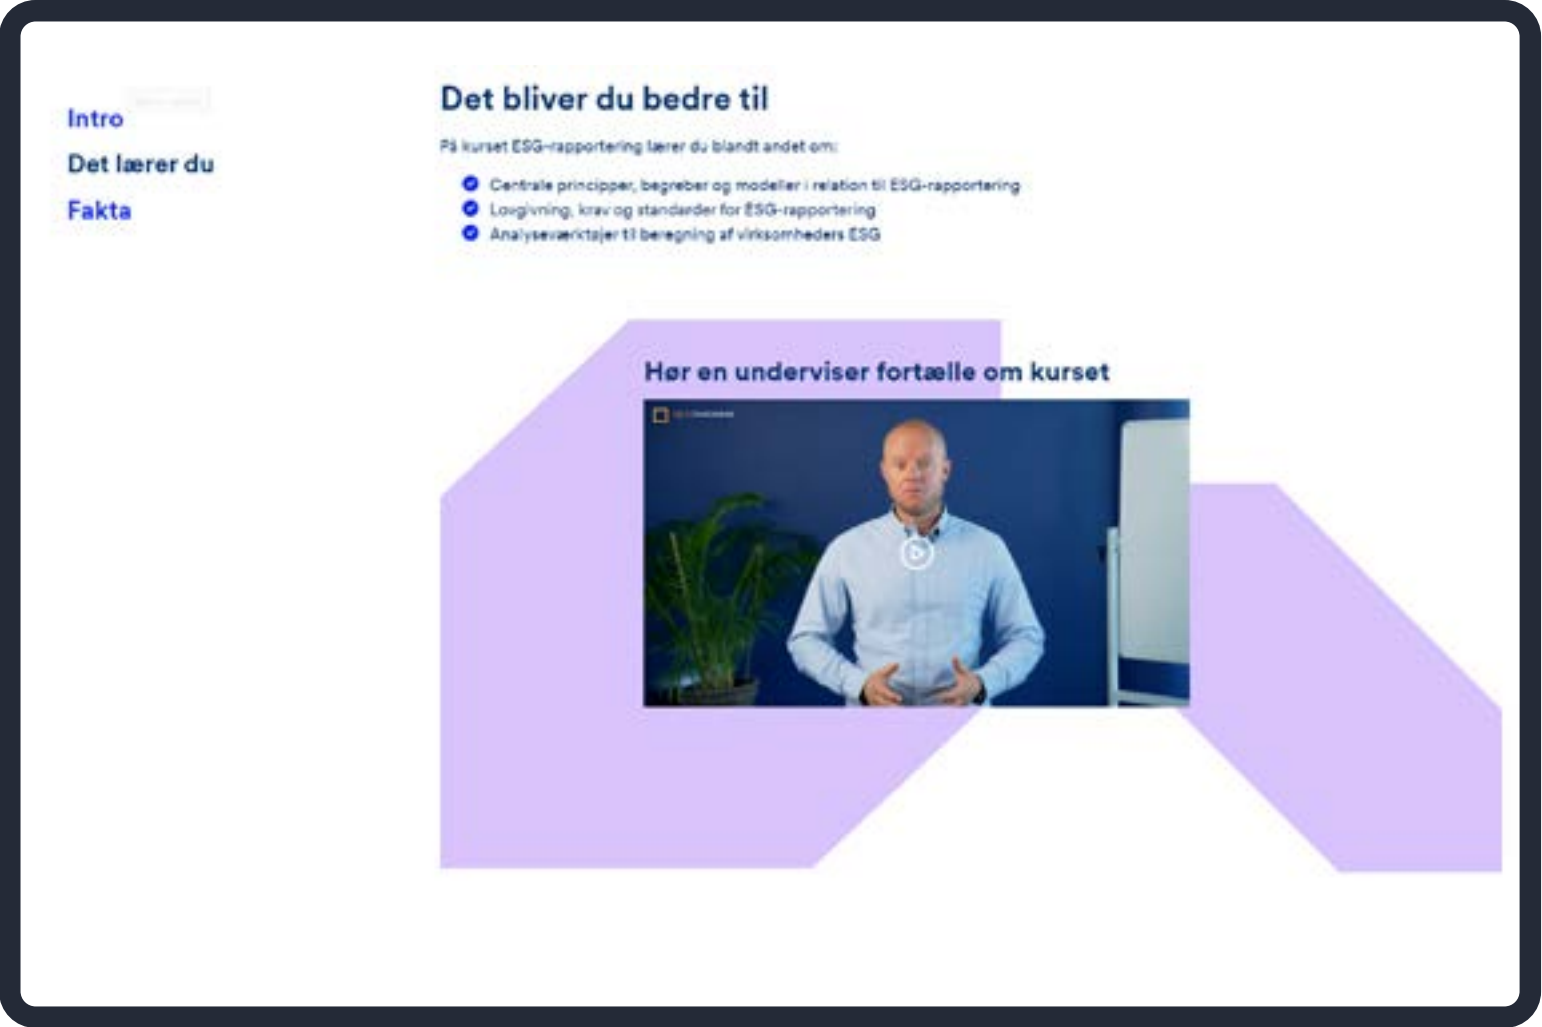 Intro
Det lærer du
Fakta
Det bliver du bedre til
På kurset ESG-rapportering lærer du blandt andet om:
Centrale principper, begreber og modeller i relation til ESG-rapportering
Lovgivning, krav og standarder for ESG-rapportering
Analyseværktøjer til beregning af virksomheders ESG
Hør en underviser fortælle om kurset